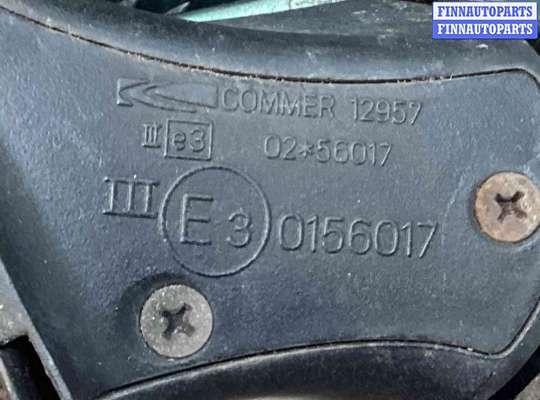 FINNAUTOPARTS
FINNAUTOPARTS
COMMER 12957
III e3 02*56017
III E3 0156017